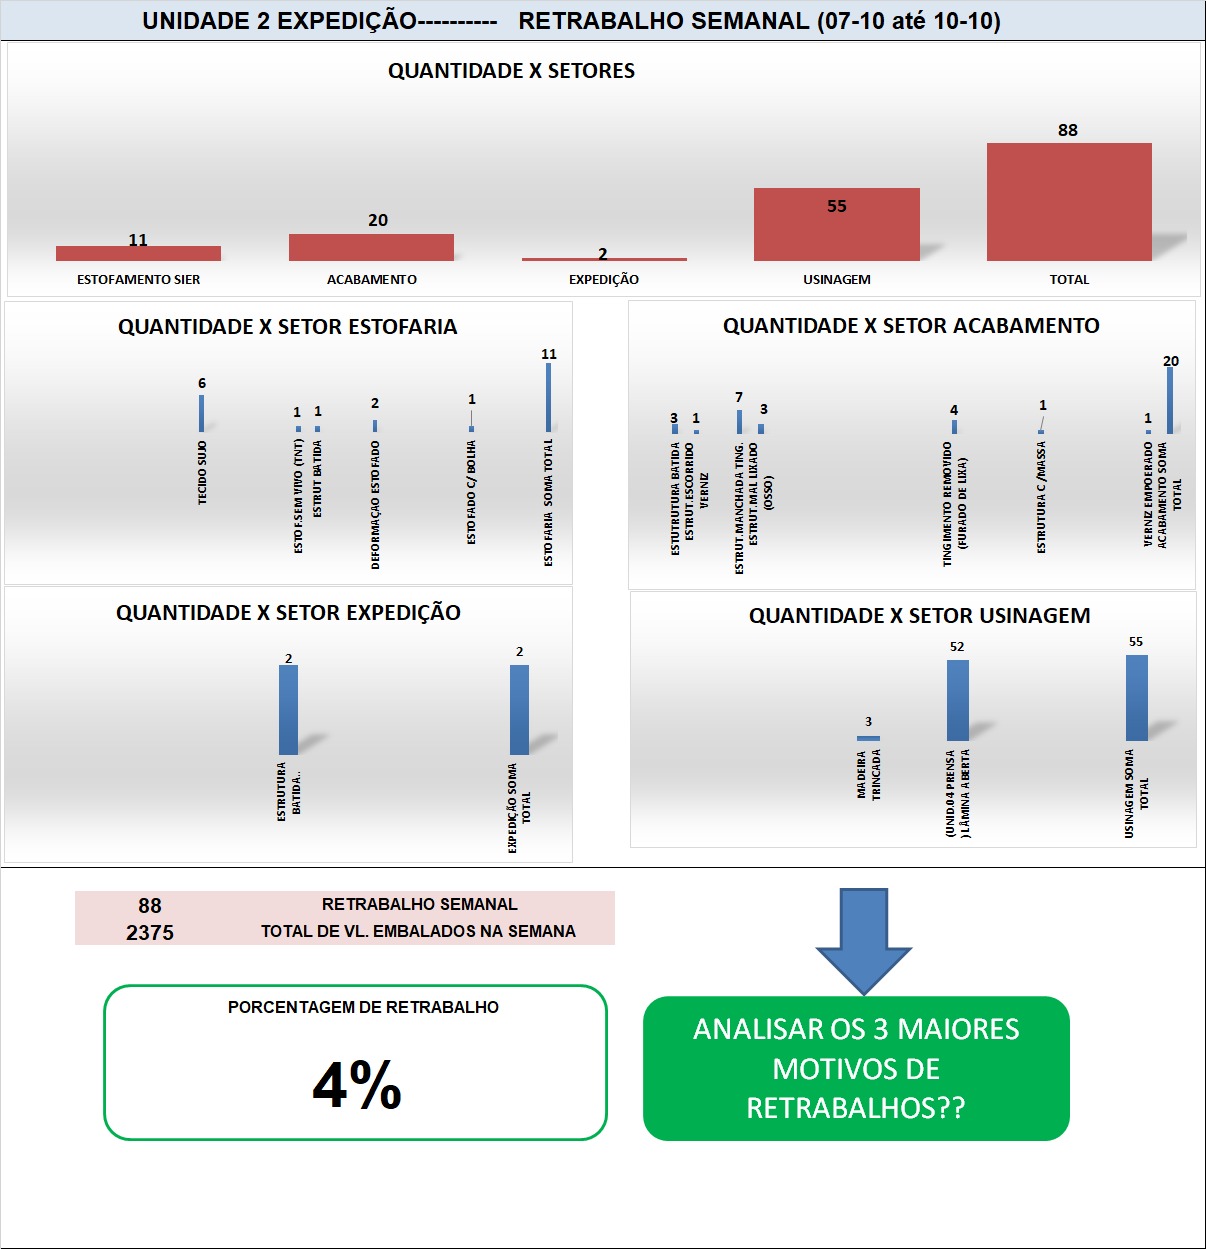 UNIDADE 2 EXPEDIÇÃO---------- RETRABALHO SEMANAL (07-10 até 10-10)
QUANTIDADE X SETORES
11
20
2
55
88
ESTOFAMENTO SIER
ACABAMENTO
EXPEDIÇÃO
USINAGEM
TOTAL
QUANTIDADE X SETOR ESTOFARIA
6
1
1
2
1
11
TECIDO SUJO
ESTOF.SEM VIVO (TNT)
ESTRUT BATIDA
DEFORMAÇAO ESTOFADO
ESTOFADO C/ BOLHA
ESTOFARIA SOMA TOTAL
QUANTIDADE X SETOR ACABAMENTO
3
1
7
3
4
1
1
20
ESTUTRUTURA BATIDA
ESTRUT.ESCORRIDO
VERNIZ
ESTRUT.MANCHADA TING.
ESTRUT.MAL LIXADO
(OSSO)
TINGIMENTO REMOVIDO
(FURADO DE LIXA)
ESTRUTURA C /MASSA
VERNIZ EMPOERADO
ACABAMENTO SOMA
TOTAL
QUANTIDADE X SETOR EXPEDIÇÃO
2
2
ESTRUTURA
BATIDA..
EXPEDIÇÃO SOMA
TOTAL
QUANTIDADE X SETOR USINAGEM
3
52
55
MADEIRA
TRINCADA
(UNID.04 PRENSA
) LÂMINA ABERTA
USINAGEM SOMA
TOTAL
88 RETRABALHO SEMANAL
2375 TOTAL DE VL. EMBALADOS NA SEMANA
PORCENTAGEM DE RETRABALHO
4%
ANALISAR OS 3 MAIORES
MOTIVOS DE
RETRABALHOS??